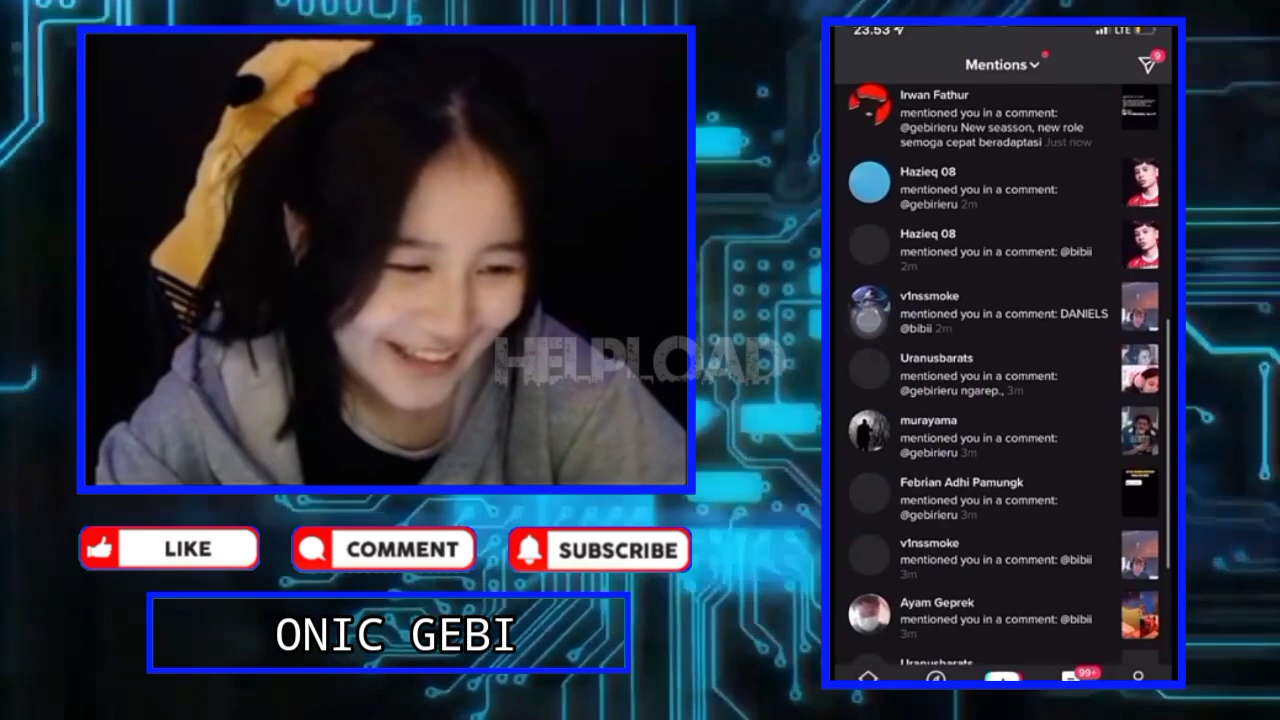 HELPLOAD
LIKE
COMMENT
SUBSCRIBE
ONIC GEBI
23.53
LTE
Mentions
9
Irwan Fathur
mentioned you in a comment:
@gebirieru New seasson, new role
semoga cepat beradaptasi Just now
Hazieq 08
mentioned you in a comment:
@gebirieru 2m
Hazieq 08
mentioned you in a comment: @bibii
2m
v1nssmoke
mentioned you in a comment: DANIELS
@bibii 2m
Uranusbarats
mentioned you in a comment:
@gebirieru ngarep., 3m
murayama
mentioned you in a comment:
@gebirieru 3m
Febrian Adhi Pamungk
mentioned you in a comment:
@gebirieru 3m
v1nssmoke
mentioned you in a comment: @bibii
3m
Ayam Geprek
mentioned you in a comment: @bibii
3m
Uranusbarats
99+